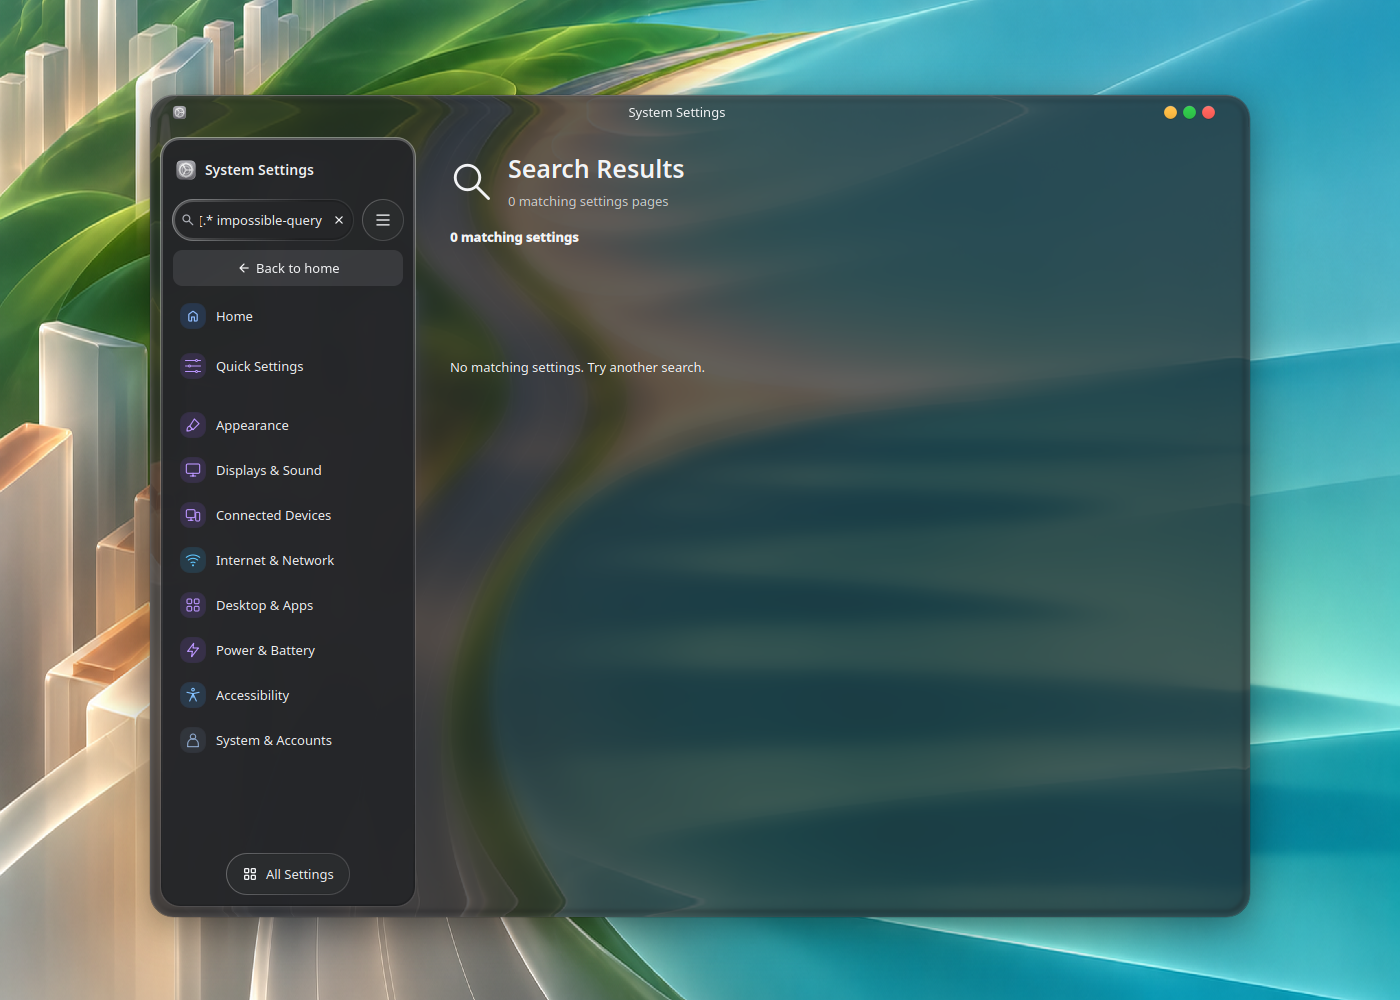 System Settings
System Settings
[.* impossible-query
Back to home
Home
Quick Settings
Appearance
Displays & Sound
Connected Devices
Internet & Network
Desktop & Apps
Power & Battery
Accessibility
System & Accounts
All Settings
Search Results
0 matching settings pages
0 matching settings
No matching settings. Try another search.